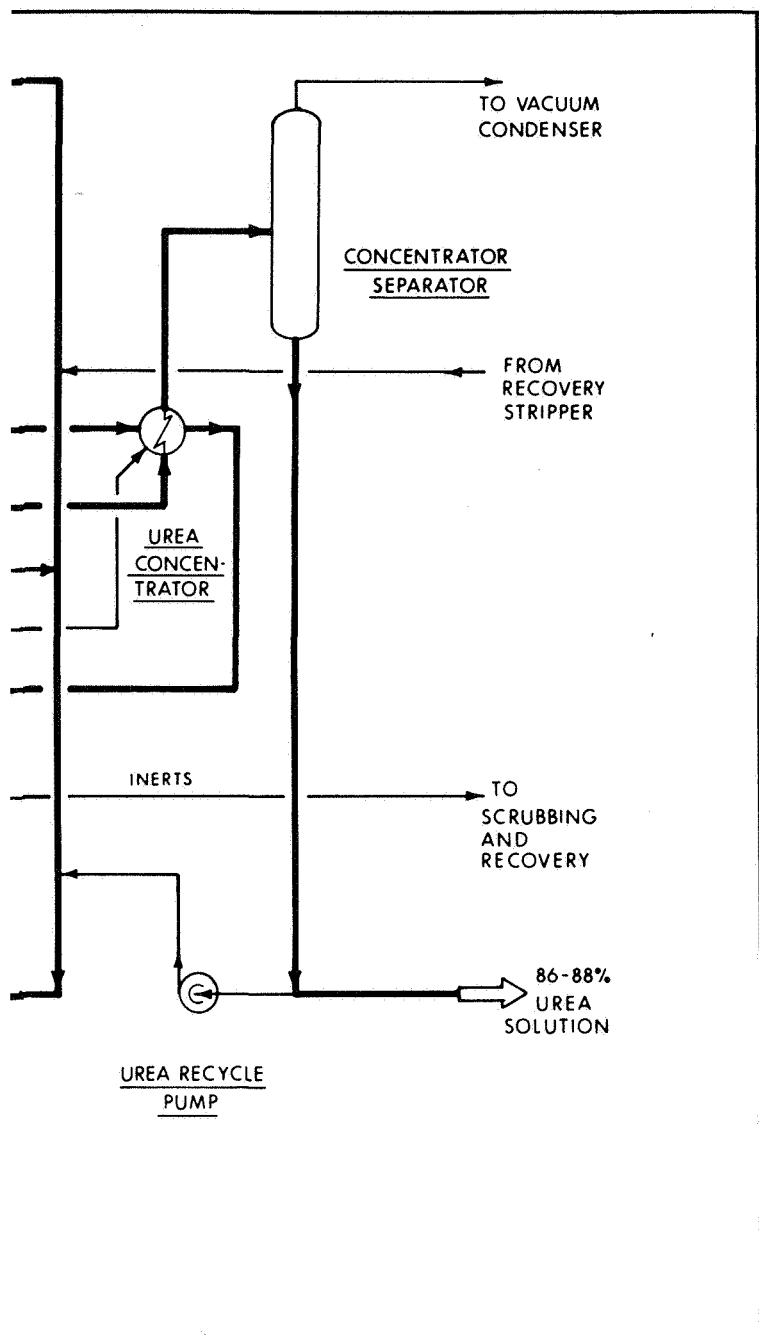 TO VACUUM
CONDENSER
CONCENTRATOR
SEPARATOR
FROM
RECOVERY
STRIPPER
UREA
CONCEN-
TRATOR
INERTS
TO
SCRUBBING
AND
RECOVERY
86-88%
UREA
SOLUTION
UREA RECYCLE
PUMP